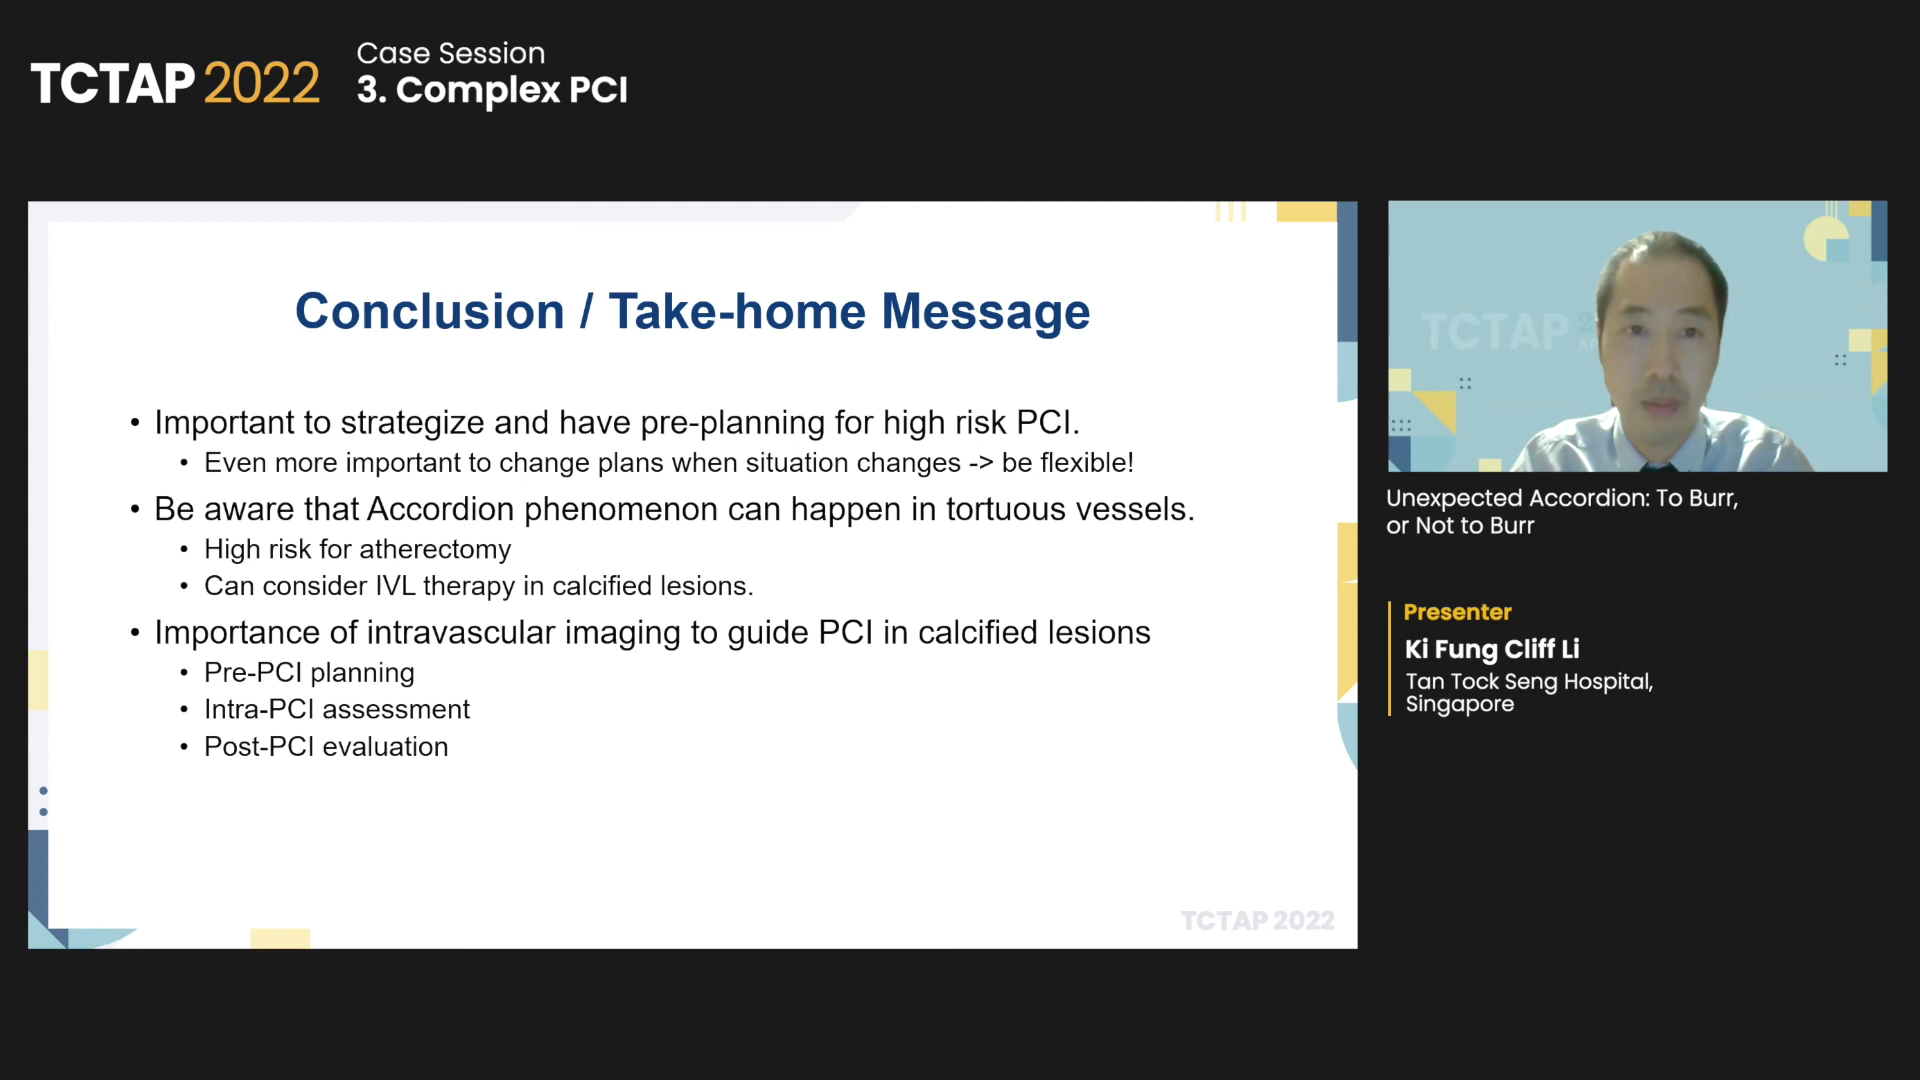 TCTAP 2022
Case Session
3. Complex PCI
Conclusion / Take-home Message
• Important to strategize and have pre-planning for high risk PCI.
• Even more important to change plans when situation changes -> be flexible!
• Be aware that Accordion phenomenon can happen in tortuous vessels.
• High risk for atherectomy
• Can consider IVL therapy in calcified lesions.
• Importance of intravascular imaging to guide PCI in calcified lesions
• Pre-PCI planning
• Intra-PCI assessment
• Post-PCI evaluation
TCTAP 2022
TCTAP
Unexpected Accordion: To Burr,
or Not to Burr
Presenter
Ki Fung Cliff Li
Tan Tock Seng Hospital,
Singapore